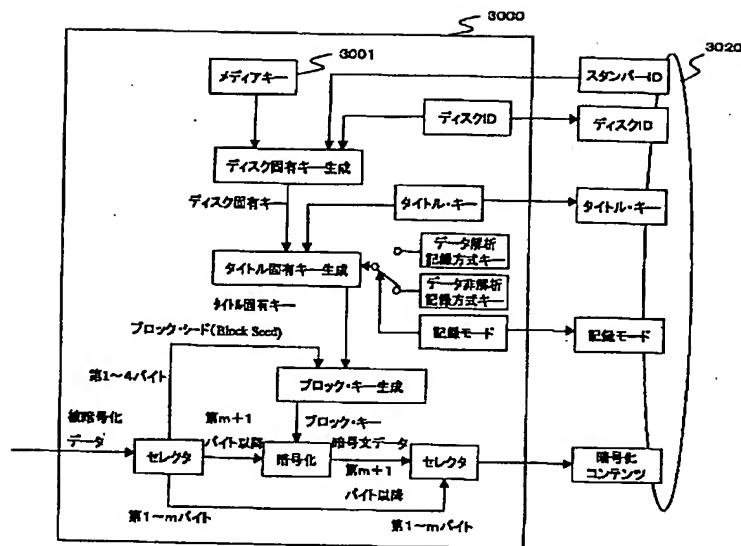 3000
3020
3001
メディアキー
スタンパーID
ディスクID
ディスクID
ディスク固有キー生成
ディスク固有キー
タイトル・キー
タイトル・キー
データ解析
記録方式キー
タイトル固有キー生成
データ非解析
記録方式キー
タイトル固有キー
記録モード
記録モード
ブロック・シード(Block Seed)
第1～4バイト
ブロック・キー生成
被暗号化
データ
第m+1
バイト以降
ブロック・キー
暗号文データ
セレクタ
暗号化
第m+1
バイト以降
セレクタ
暗号化
コンテンツ
第1～mバイト
第1～mバイト